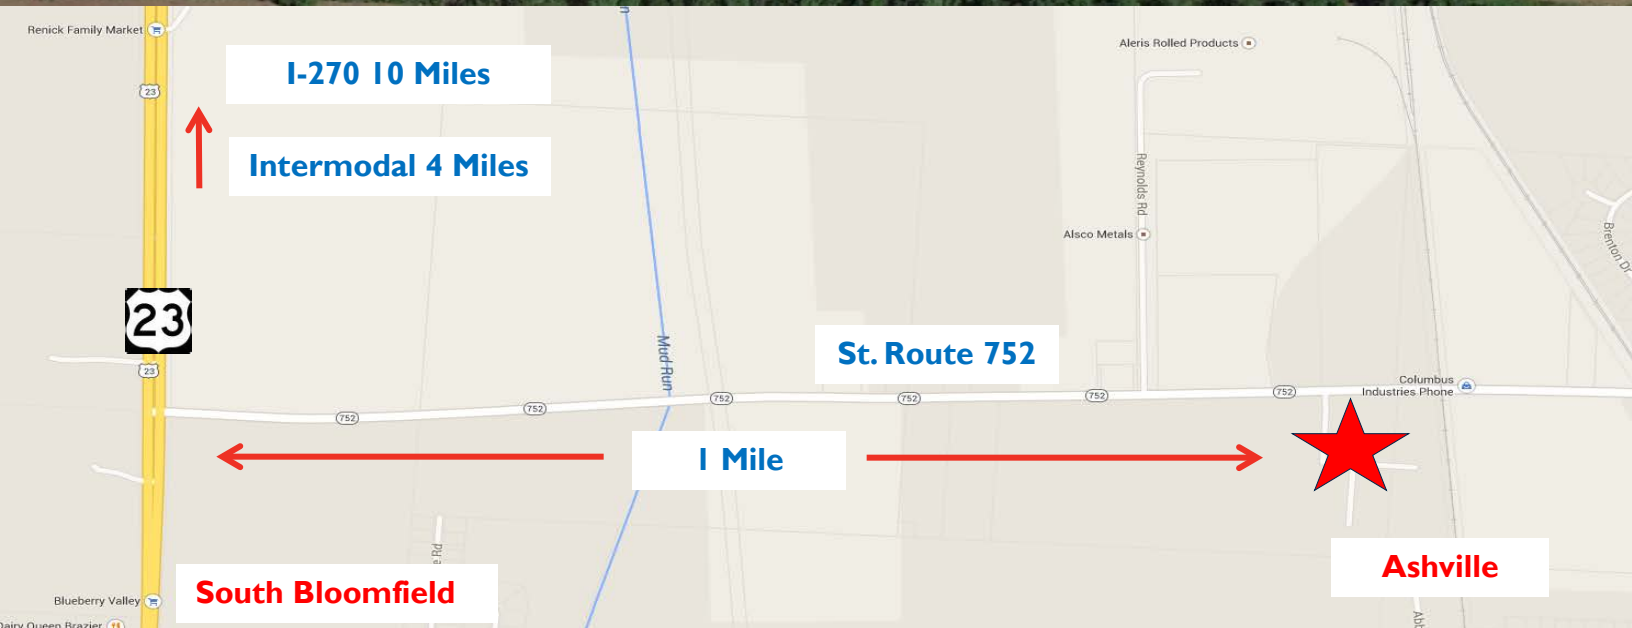 Renick Family Market
23
I-270 10 Miles
Intermodal 4 Miles
Aleris Rolled Products
Reynolds Rd
Alsco Metals
Brenton Dr
23
Mud Run
23
St. Route 752
752
752
752
752
752
752
Columbus
Industries Phone
1 Mile
Rd
Ashville
South Bloomfield
Blueberry Valley
Dairy Queen Brazier